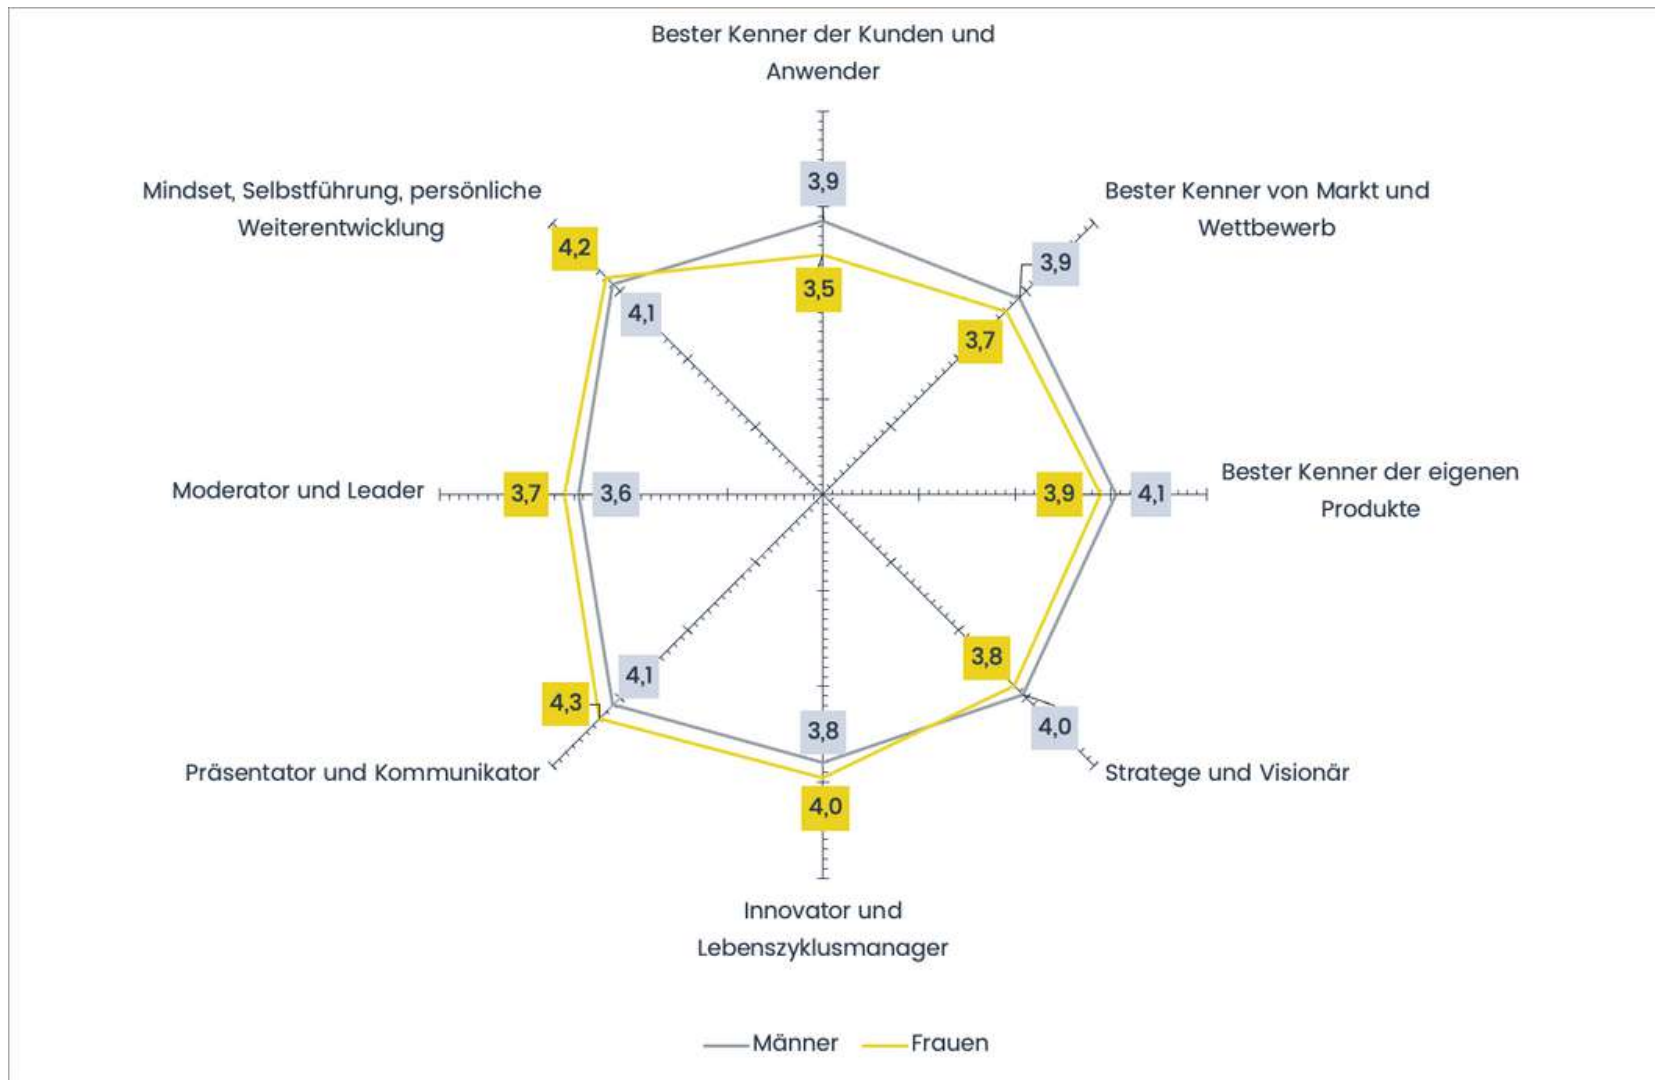 Bester Kenner der Kunden und
Anwender
3,9
Mindset, Selbstführung, persönliche
Weiterentwicklung
Bester Kenner von Markt und
Wettbewerb
4,2
3,9
3,5
4,1
3,7
Moderator und Leader
3,7
3,6
3,9
4,1
Bester Kenner der eigenen
Produkte
3,8
4,1
4,3
4,0
3,8
Präsentator und Kommunikator
Stratege und Visionär
4,0
Innovator und
Lebenszyklusmanager
Männer
Frauen